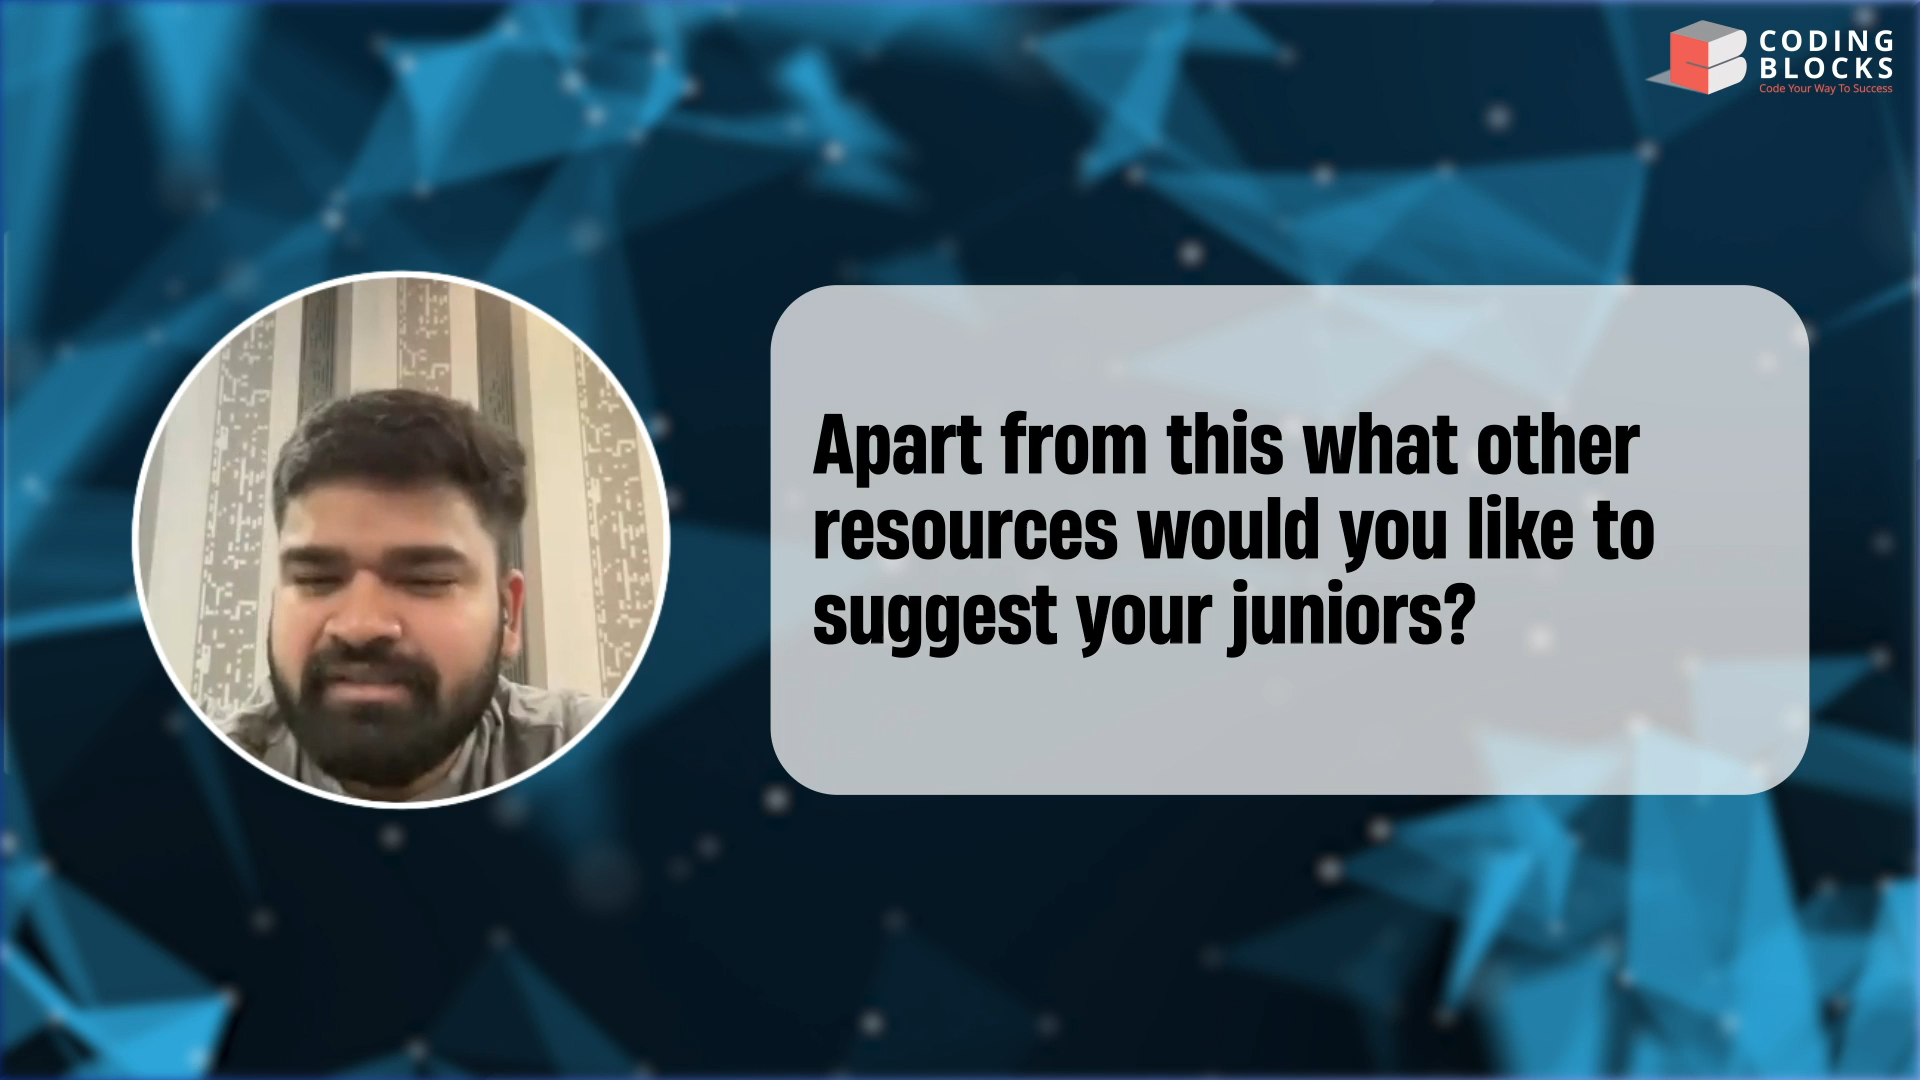 CODING
BLOCKS
Code Your Way To Success
Apart from this what other
resources would you like to
suggest your juniors?